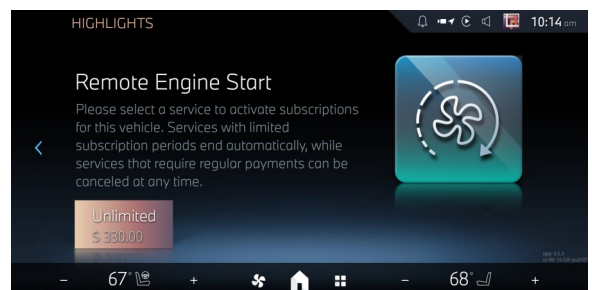 HIGHLIGHTS
10:14 am
Remote Engine Start
Please select a service to activate subscriptions
for this vehicle. Services with limited
subscription periods end automatically, while
services that require regular payments can be
canceled at any time.
Unlimited
$ 330.00
- 67° + - 68° +